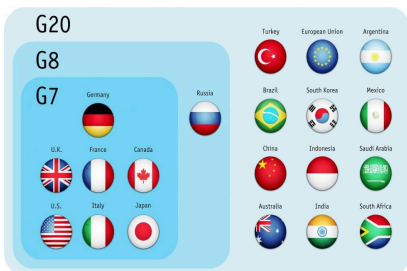 G20
G8
G7
Germany
Russia
U.K.
France
Canada
U.S.
Italy
Japan
Turkey
European Union
Argentina
Brazil
South Korea
Mexico
China
Indonesia
Saudi Arabia
Australia
India
South Africa